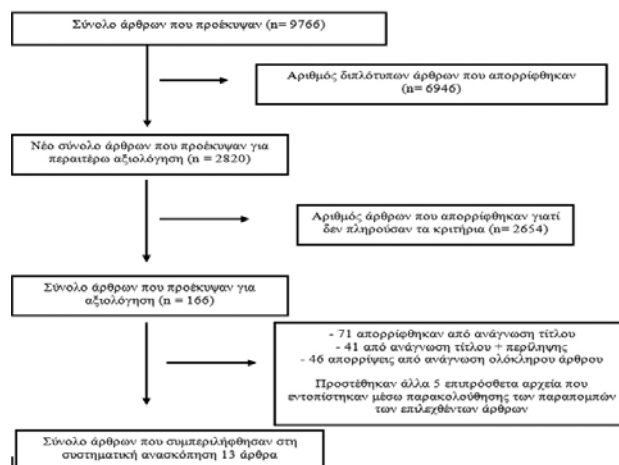 Σύνολο άρθρων που προέκυψαν (n= 9766)
Αριθμός διπλότυπων άρθρων που απορρίφθηκαν
(n= 6946)
Νέο σύνολο άρθρων που προέκυψαν για
περαιτέρω αξιολόγηση (n = 2820)
Αριθμός άρθρων που απορρίφθηκαν γιατί
δεν πληρούσαν τα κριτήρια (n= 2654)
Σύνολο άρθρων που προέκυψαν για
αξιολόγηση (n = 166)
- 71 απορρίφθηκαν από ανάγνωση τίτλου
- 41 από ανάγνωση τίτλου + περίληψης
- 46 απορρίψεις από ανάγνωση ολόκληρου άρθρου
Προστέθηκαν άλλα 5 επιπρόσθετα αρχεία που
εντοπίστηκαν μέσω παρακολούθησης των παραπομπών
των επιλεχθέντων άρθρων
Σύνολο άρθρων που συμπεριλήφθησαν στη
συστηματική ανασκόπηση 13 άρθρα